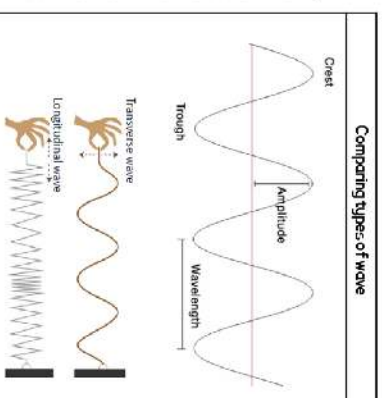 Comparing types of wave
Crest
Amplitude
Trough
Wavelength
Transverse wave
Longitudinal wave